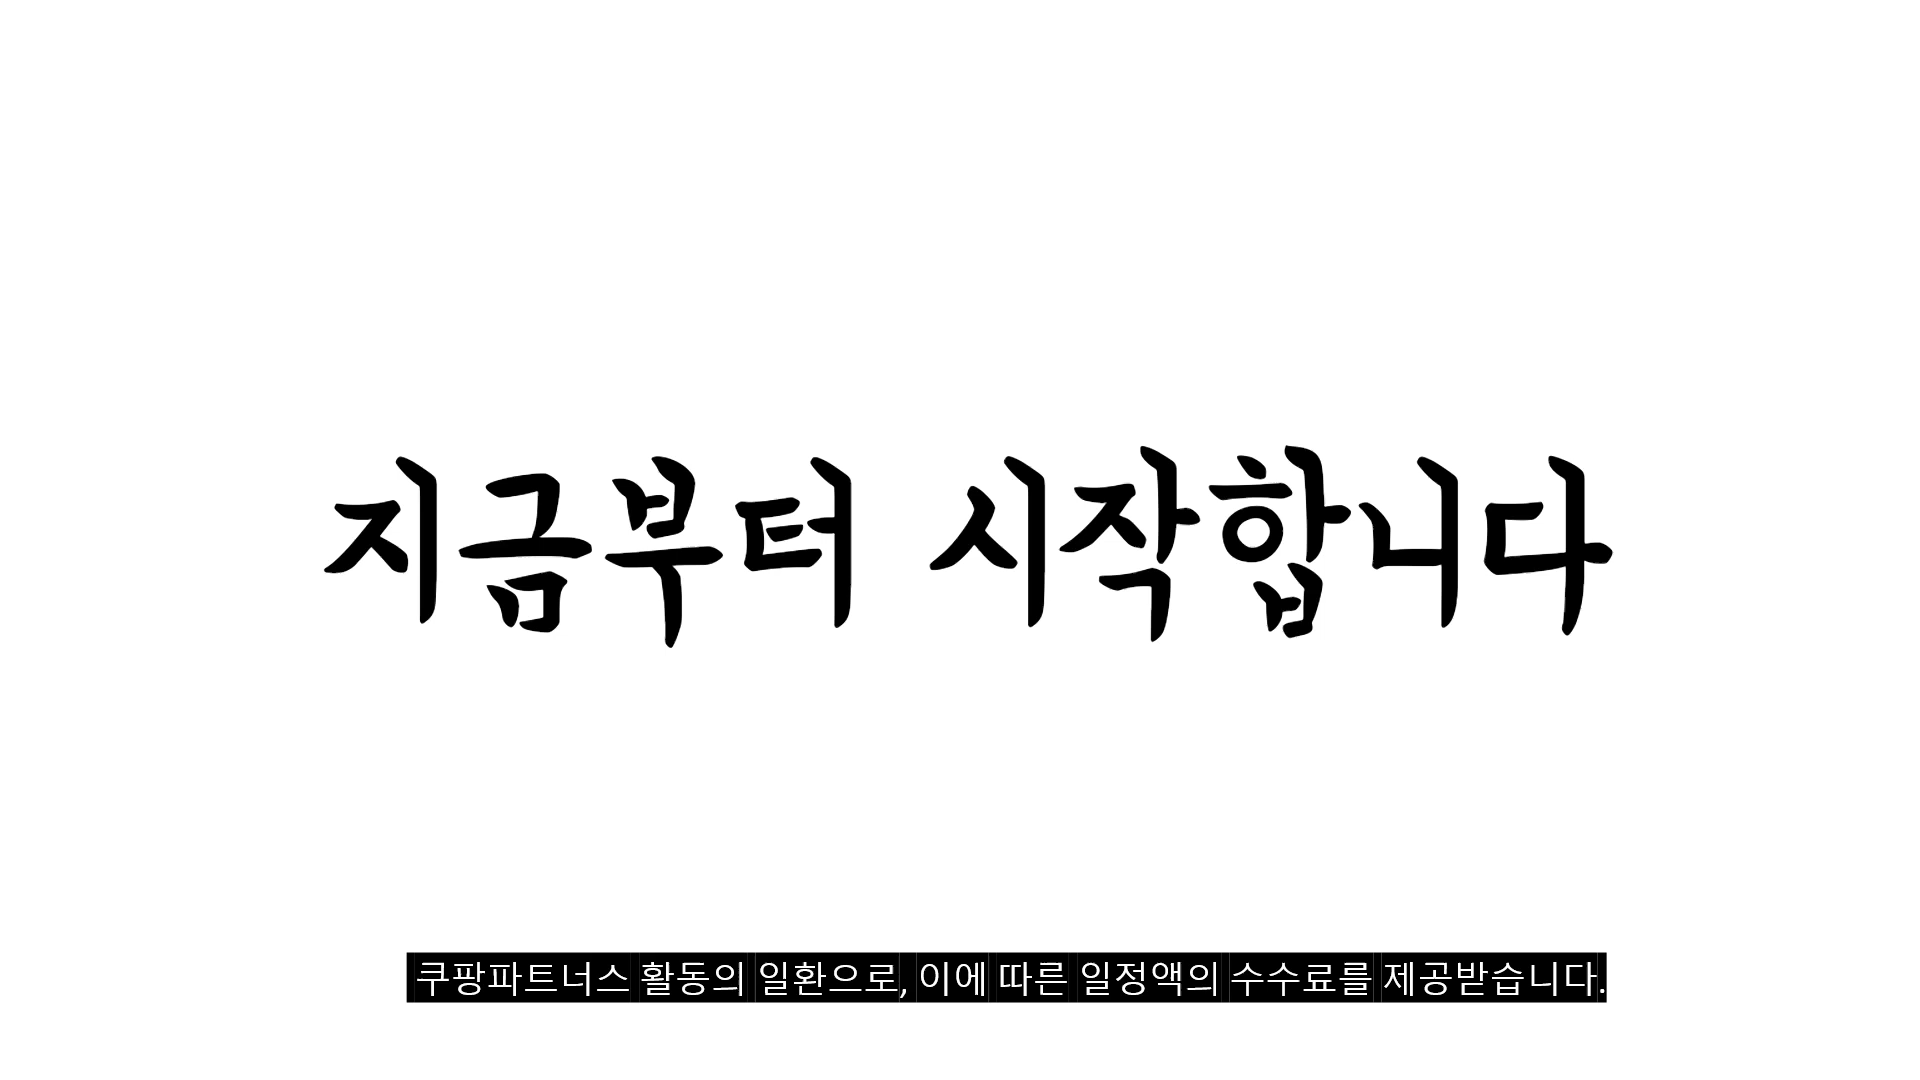 지금부터 시작합니다
쿠팡파트너스 활동의 일환으로, 이에 따른 일정액의 수수료를 제공받습니다.